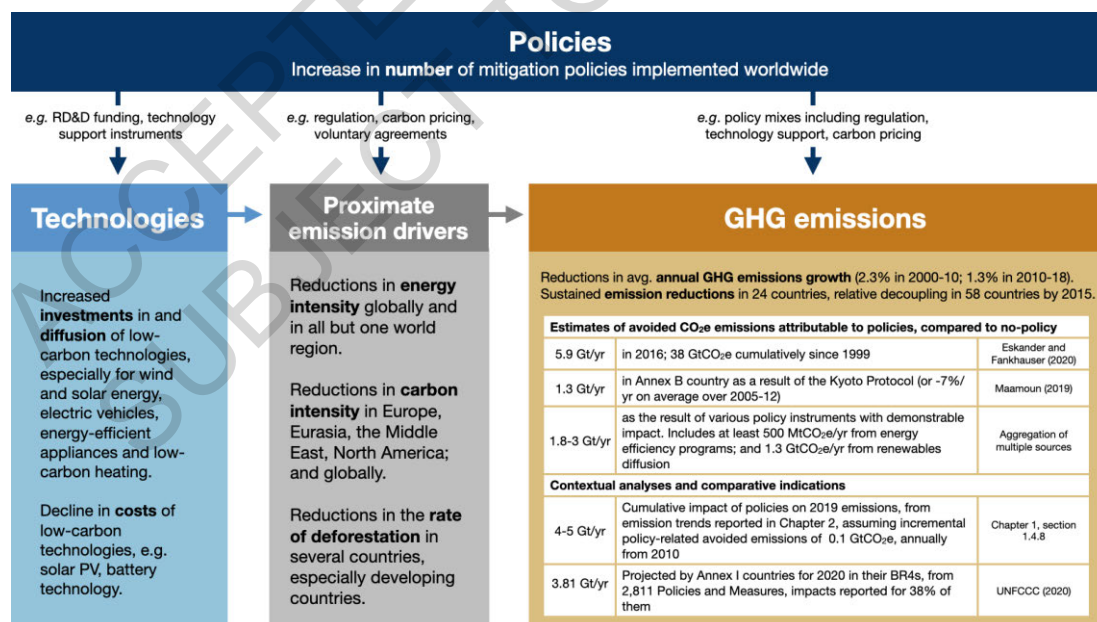 Policies
Increase in number of mitigation policies implemented worldwide
e.g. RD&D funding, technology
support instruments
e.g. regulation, carbon pricing,
voluntary agreements
e.g. policy mixes including regulation,
technology support, carbon pricing
Technologies
Increased
investments in and
diffusion of low-
carbon technologies,
especially for wind
and solar energy,
electric vehicles,
energy-efficient
appliances and low-
carbon heating.
Decline in costs of
low-carbon
technologies, e.g.
solar PV, battery
technology.
Proximate
emission drivers
Reductions in energy
intensity globally and
in all but one world
region.
Reductions in carbon
intensity in Europe,
Eurasia, the Middle
East, North America;
and globally.
Reductions in the rate
of deforestation in
several countries,
especially developing
countries.
GHG emissions
Reductions in avg. annual GHG emissions growth (2.3% in 2000-10; 1.3% in 2010-18).
Sustained emission reductions in 24 countries, relative decoupling in 58 countries by 2015.
Estimates of avoided CO₂e emissions attributable to policies, compared to no-policy
5.9 Gt/yr
in 2016; 38 GtCO₂e cumulatively since 1999
Eskander and
Fankhauser (2020)
1.3 Gt/yr
in Annex B country as a result of the Kyoto Protocol (or -7%/
yr on average over 2005-12)
Maamoun (2019)
1.8-3 Gt/yr
as the result of various policy instruments with demonstrable
impact. Includes at least 500 MtCO₂e/yr from energy
efficiency programs; and 1.3 GtCO₂e/yr from renewables
diffusion
Aggregation of
multiple sources
Contextual analyses and comparative indications
4-5 Gt/yr
Cumulative impact of policies on 2019 emissions, from
emission trends reported in Chapter 2, assuming incremental
policy-related avoided emissions of 0.1 GtCO₂e, annually
from 2010
Chapter 1, section
1.4.8
3.81 Gt/yr
Projected by Annex I countries for 2020 in their BR4s, from
2,811 Policies and Measures, impacts reported for 38% of
them
UNFCCC (2020)
ACCEPTE
SUBJECT TO